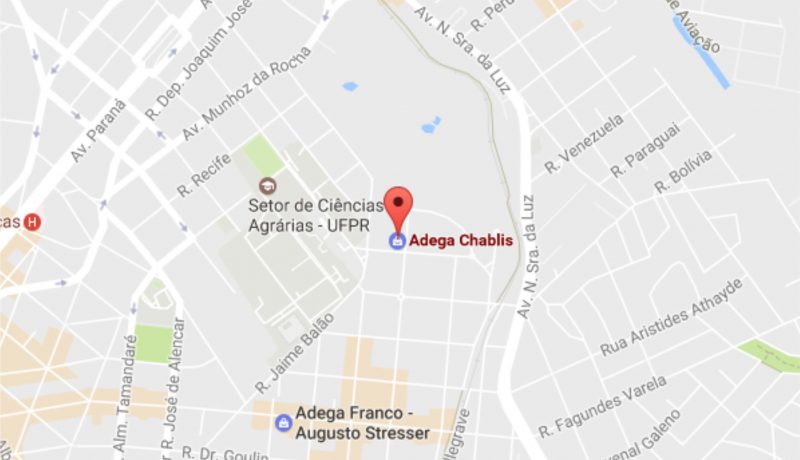 Av. Paraná
R. Dep. Joaquim José
Av. Munhoz da Rocha
R. Recife
Av. N. Sra. da Luz
R. Peru
de Aviação
R. Venezuela
R. Paraguai
R. Bolívia
cas H
Setor de Ciências
Agrárias - UFPR
Adega Chablis
Av. N. Sra. da Luz
Rua Aristides Athayde
R. Jaime Balão
Alm. Tamandaré
R. José de Alencar
Adega Franco -
Augusto Stresser
R. Fagundes Varela
venal Galeno
llegrave
R. Dr. Goulin
Alb